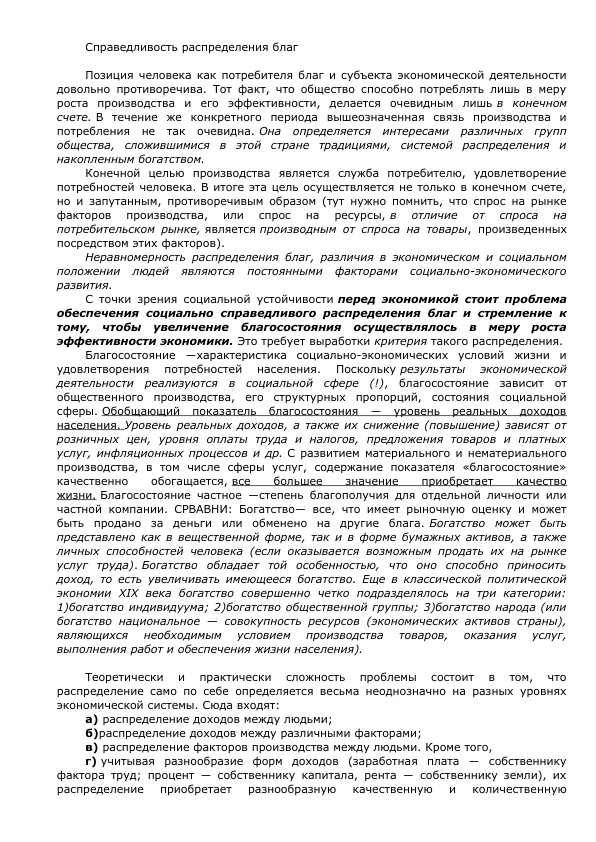 Справедливость распределения благ
Позиция человека как потребителя благ и субъекта экономической деятельности
довольно противоречива. Тот факт, что общество способно потреблять лишь в меру
роста производства и его эффективности, делается очевидным лишь в конечном
счете. В течение же конкретного периода вышеозначенная связь производства и
потребления не так очевидна. Она определяется интересами различных групп
общества, сложившимися в этой стране традициями, системой распределения и
накопленным богатством.
Конечной целью производства является служба потребителю, удовлетворение
потребностей человека. В итоге эта цель осуществляется не только в конечном счете,
но и запутанным, противоречивым образом (тут нужно помнить, что спрос на рынке
факторов производства, или спрос на ресурсы, в отличие от спроса на
потребительском рынке, является производным от спроса на товары, произведенных
посредством этих факторов).
Неравномерность распределения благ, различия в экономическом и социальном
положении людей являются постоянными факторами социально-экономического
развития.
С точки зрения социальной устойчивости перед экономикой стоит проблема
обеспечения социально справедливого распределения благ и стремление к
тому, чтобы увеличение благосостояния осуществлялось в меру роста
эффективности экономики. Это требует выработки критерия такого распределения.
Благосостояние —характеристика социально-экономических условий жизни и
удовлетворения потребностей населения. Поскольку результаты экономической
деятельности реализуются в социальной сфере (!), благосостояние зависит от
общественного производства, его структурных пропорций, состояния социальной
сферы. Обобщающий показатель благосостояния — уровень реальных доходов
населения. Уровень реальных доходов, а также их снижение (повышение) зависят от
розничных цен, уровня оплаты труда и налогов, предложения товаров и платных
услуг, инфляционных процессов и др. С развитием материального и нематериального
производства, в том числе сферы услуг, содержание показателя «благосостояние»
качественно обогащается, все большее значение приобретает качество
жизни. Благосостояние частное —степень благополучия для отдельной личности или
частной компании. СРВАВНИ: Богатство— все, что имеет рыночную оценку и может
быть продано за деньги или обменено на другие блага. Богатство может быть
представлено как в вещественной форме, так и в форме бумажных активов, а также
личных способностей человека (если оказывается возможным продать их на рынке
услуг труда). Богатство обладает той особенностью, что оно способно приносить
доход, то есть увеличивать имеющееся богатство. Еще в классической политической
экономии XIX века богатство совершенно четко подразделялось на три категории:
1)богатство индивидуума; 2)богатство общественной группы; 3)богатство народа (или
богатство национальное — совокупность ресурсов (экономических активов страны),
являющихся необходимым условием производства товаров, оказания услуг,
выполнения работ и обеспечения жизни населения).
Теоретически и практически сложность проблемы состоит в том, что
распределение само по себе определяется весьма неоднозначно на разных уровнях
экономической системы. Сюда входят:
а) распределение доходов между людьми;
б)распределение доходов между различными факторами;
в) распределение факторов производства между людьми. Кроме того,
г) учитывая разнообразие форм доходов (заработная плата — собственнику
фактора труд; процент — собственнику капитала, рента — собственнику земли), их
распределение приобретает разнообразную качественную и количественную